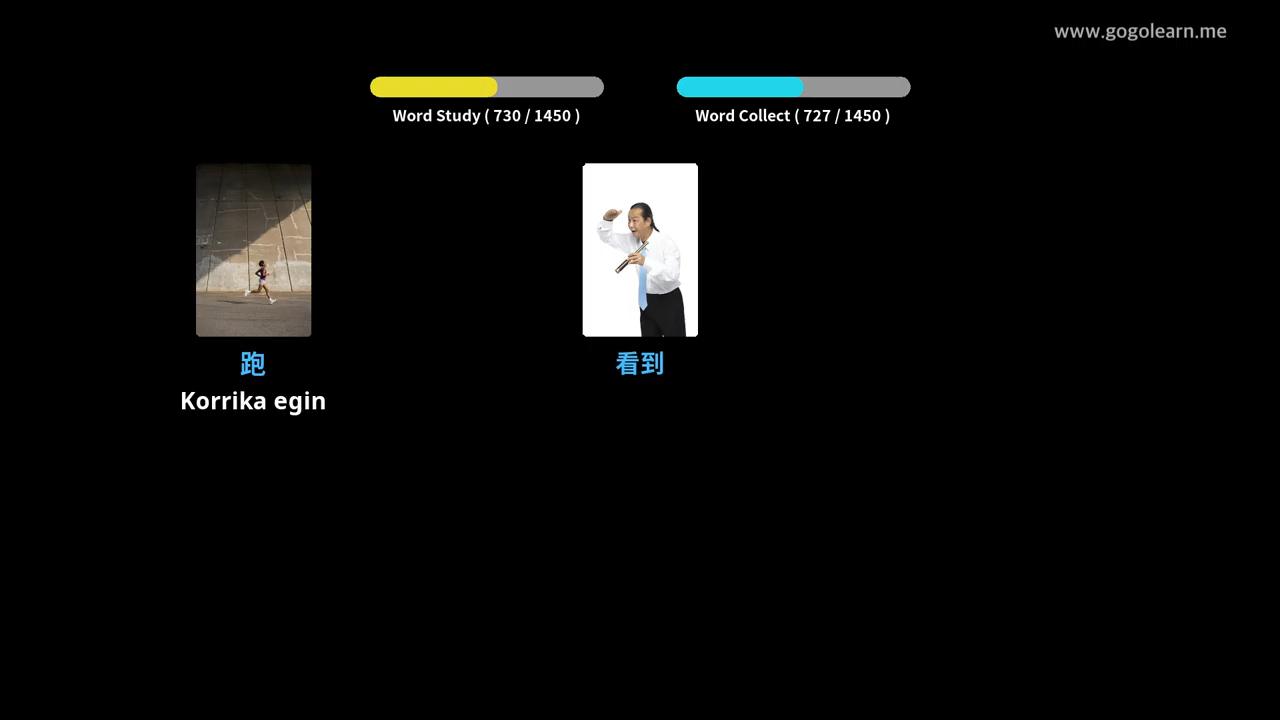 www.gogolearn.me
Word Study ( 730 / 1450 )
Word Collect ( 727 / 1450 )
跑
Korrika egin
看到